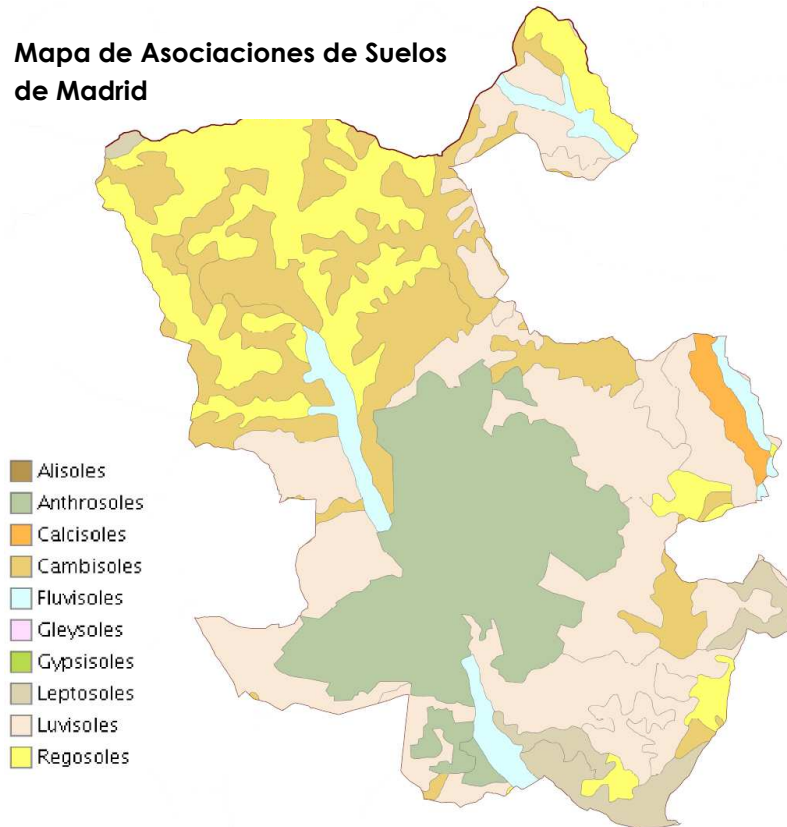 Mapa de Asociaciones de Suelos
de Madrid
Alisoles
Anthrosoles
Calcisoles
Cambisoles
Fluvisoles
Gleysoles
Gypsisoles
Leptosoles
Luvisoles
Regosoles